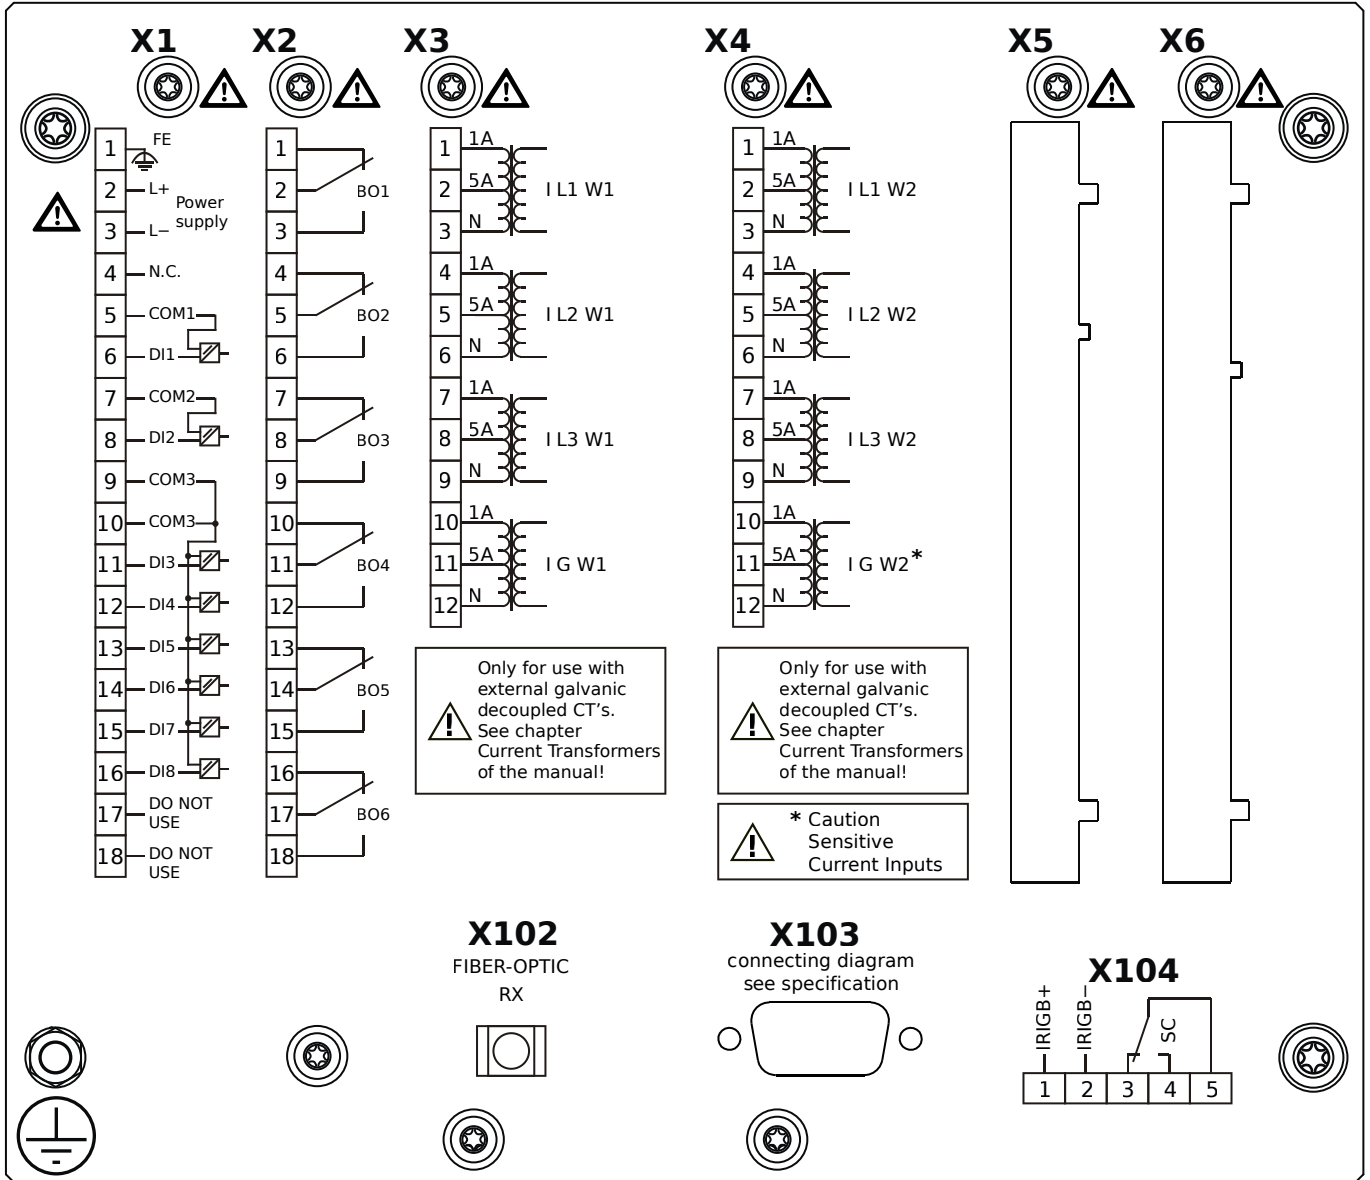 X1 X2 X3 X4 X5 X6
1 FE
2 L+
Power
supply
3 L−
4 N.C.
5 COM1
6 DI1
7 COM2
8 DI2
9 COM3
10 COM3
11 DI3
12 DI4
13 DI5
14 DI6
15 DI7
16 DI8
17 DO NOT
USE
18 DO NOT
USE
1
2 BO1
3
4
5 BO2
6
7
8 BO3
9
10
11 BO4
12
13
14 BO5
15
16
17 BO6
18
1 1A
2 5A I L1 W1
3 N
4 1A
5 5A I L2 W1
6 N
7 1A
8 5A I L3 W1
9 N
10 1A
11 5A I G W1
12 N
Only for use with
external galvanic
decoupled CT's.
See chapter
Current Transformers
of the manual!
1 1A
2 5A I L1 W2
3 N
4 1A
5 5A I L2 W2
6 N
7 1A
8 5A I L3 W2
9 N
10 1A
11 5A I G W2*
12 N
Only for use with
external galvanic
decoupled CT's.
See chapter
Current Transformers
of the manual!
* Caution
Sensitive
Current Inputs
X102
FIBER-OPTIC
RX
X103
connecting diagram
see specification
X104
IRIGB+
IRIGB−
SC
1 2 3 4 5